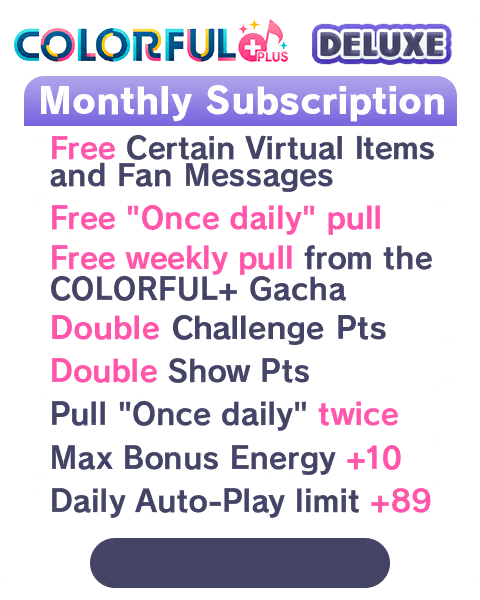 COLORFUL+ PLUS DELUXE
Monthly Subscription
Free Certain Virtual Items
and Fan Messages
Free "Once daily" pull
Free weekly pull from the
COLORFUL+ Gacha
Double Challenge Pts
Double Show Pts
Pull "Once daily" twice
Max Bonus Energy +10
Daily Auto-Play limit +89